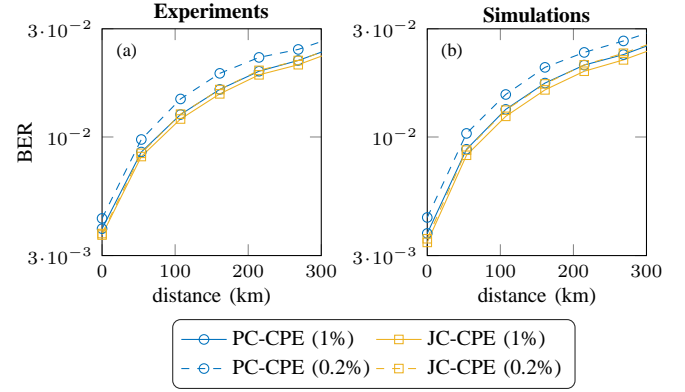 Experiments Simulations
3·10⁻² 3·10⁻²
(a) (b)
BER
10⁻² 10⁻²
3·10⁻³ 3·10⁻³
0 100 200 300 0 100 200 300
distance (km) distance (km)
PC-CPE (1%) JC-CPE (1%)
PC-CPE (0.2%) JC-CPE (0.2%)